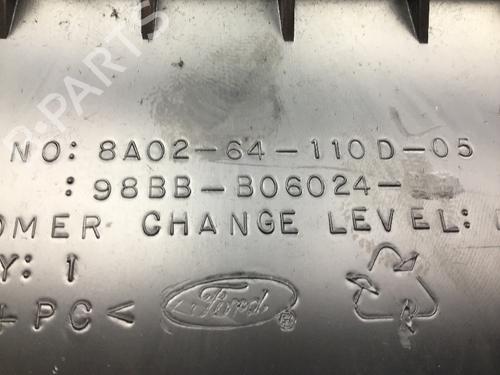 NO: 8A02-64-110D-05
:98BB-B06024-
OMER CHANGE LEVEL:
Y: 1
+PC<
Ford